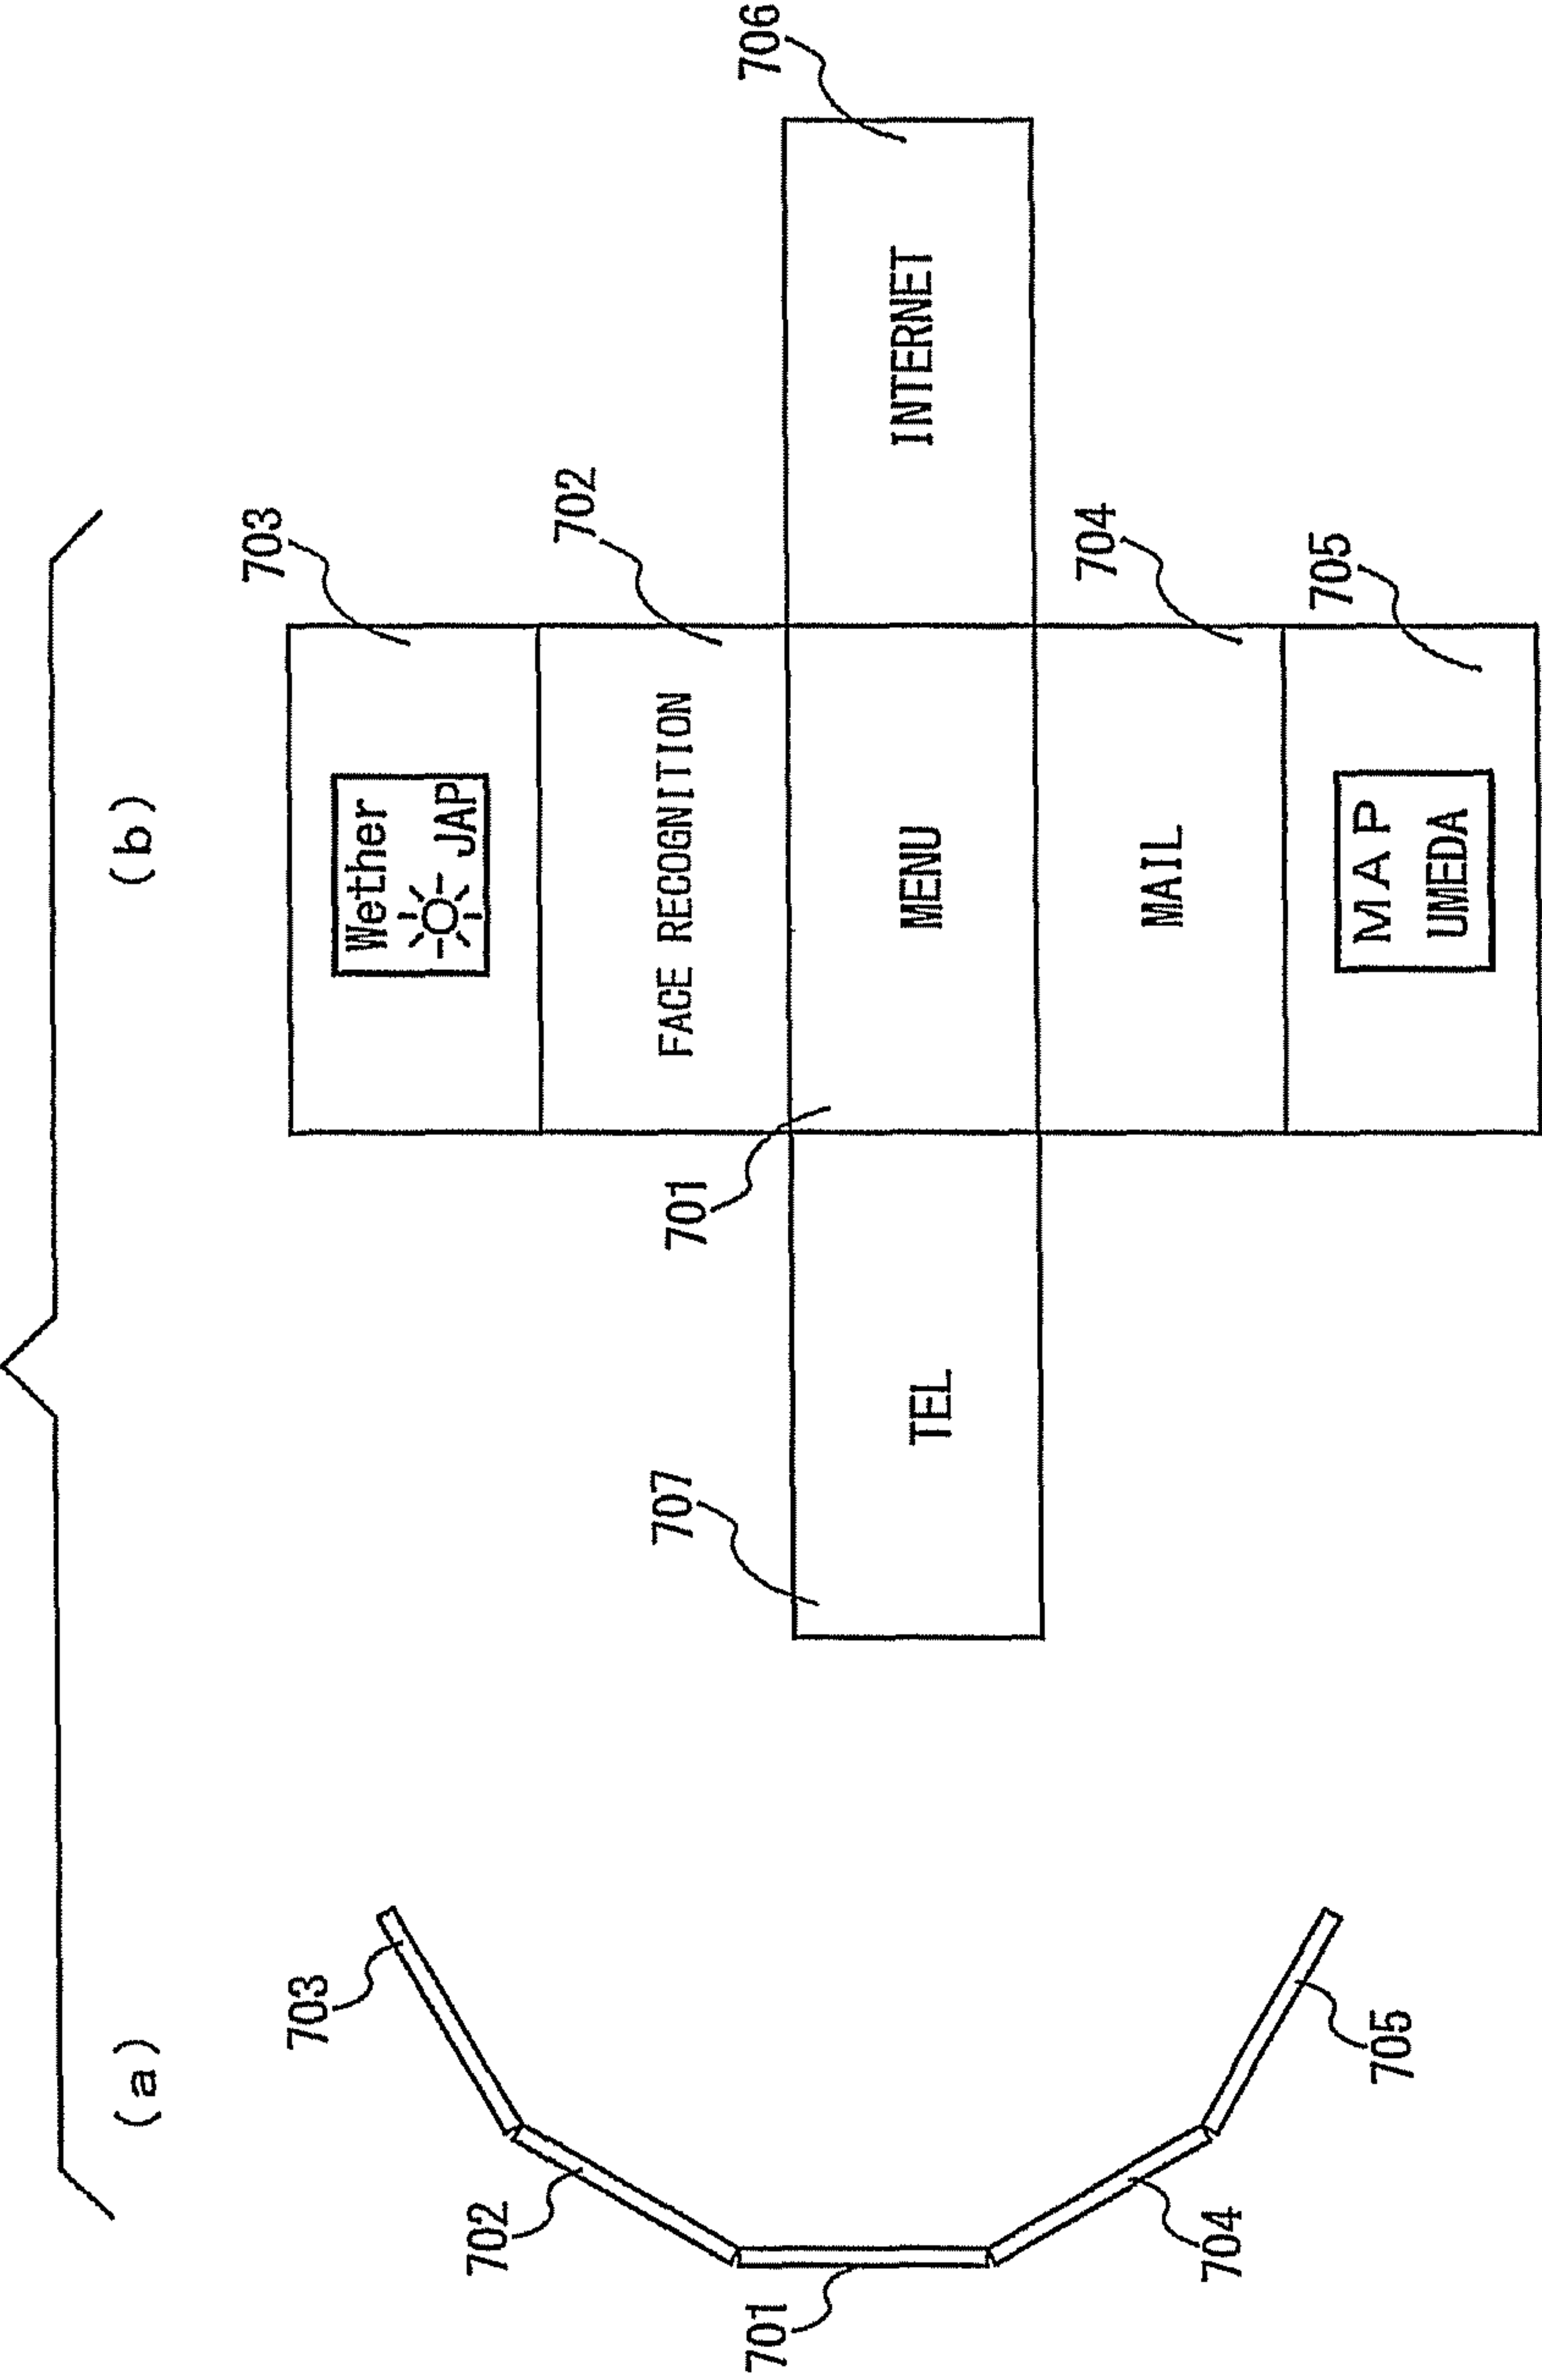 (a)
703
702
701
704
705
(b)
703
Wether
JAP
702
FACE RECOGNITION
701
707
706
TEL
MENU
INTERNET
704
MAIL
705
MAP
UMEDA